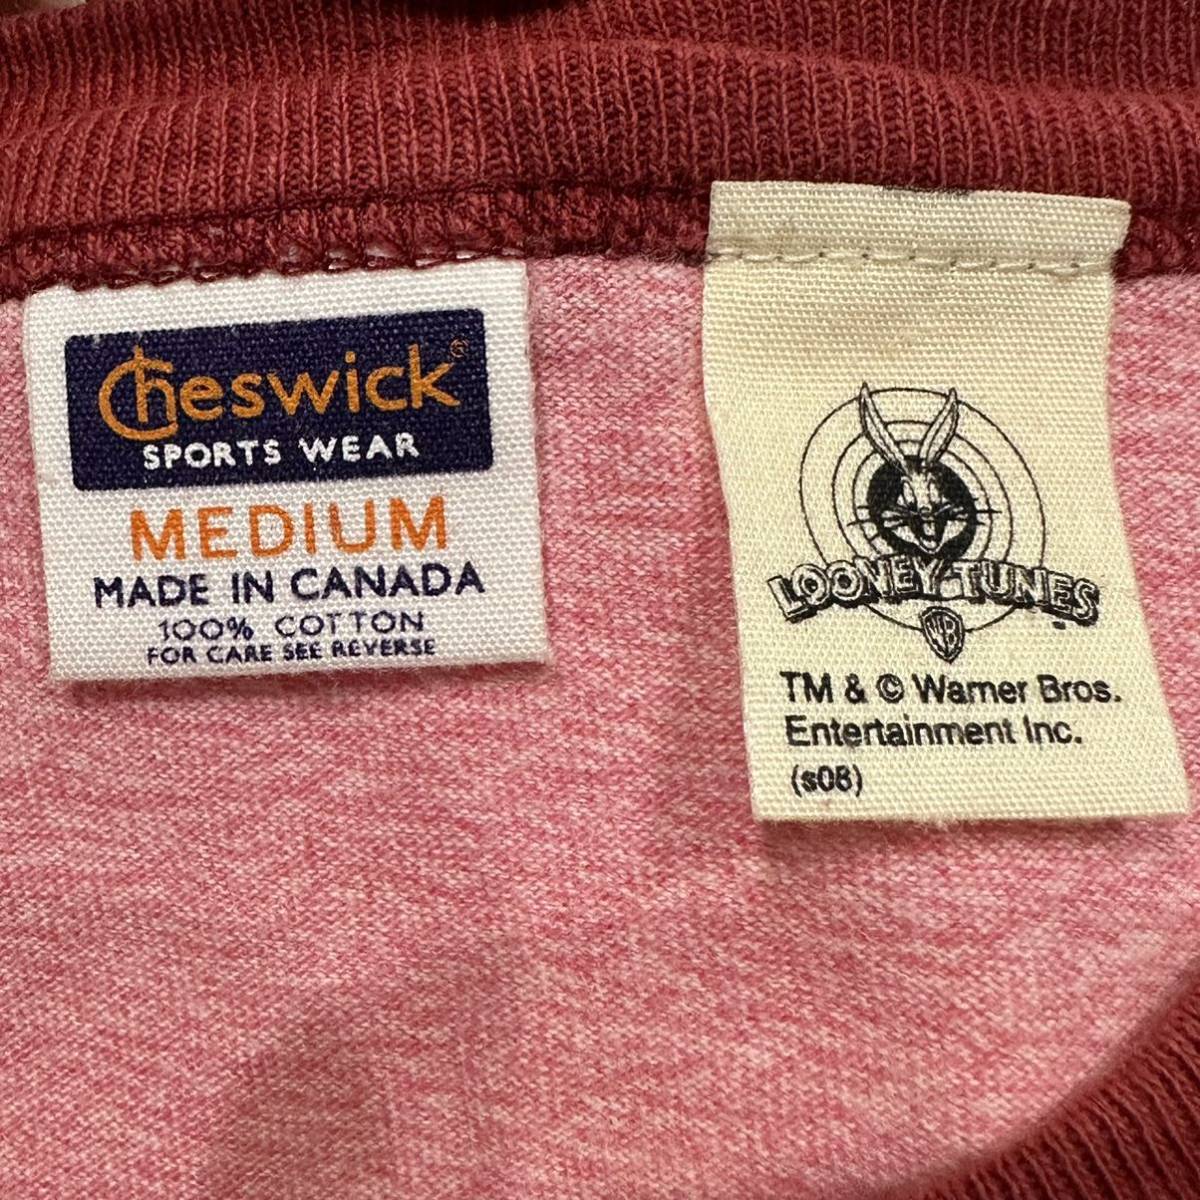 Cheswick®
SPORTS WEAR
MEDIUM
MADE IN CANADA
100% COTTON
FOR CARE SEE REVERSE
LOONEY TUNES
WB
TM & © Warner Bros.
Entertainment Inc.
(s08)